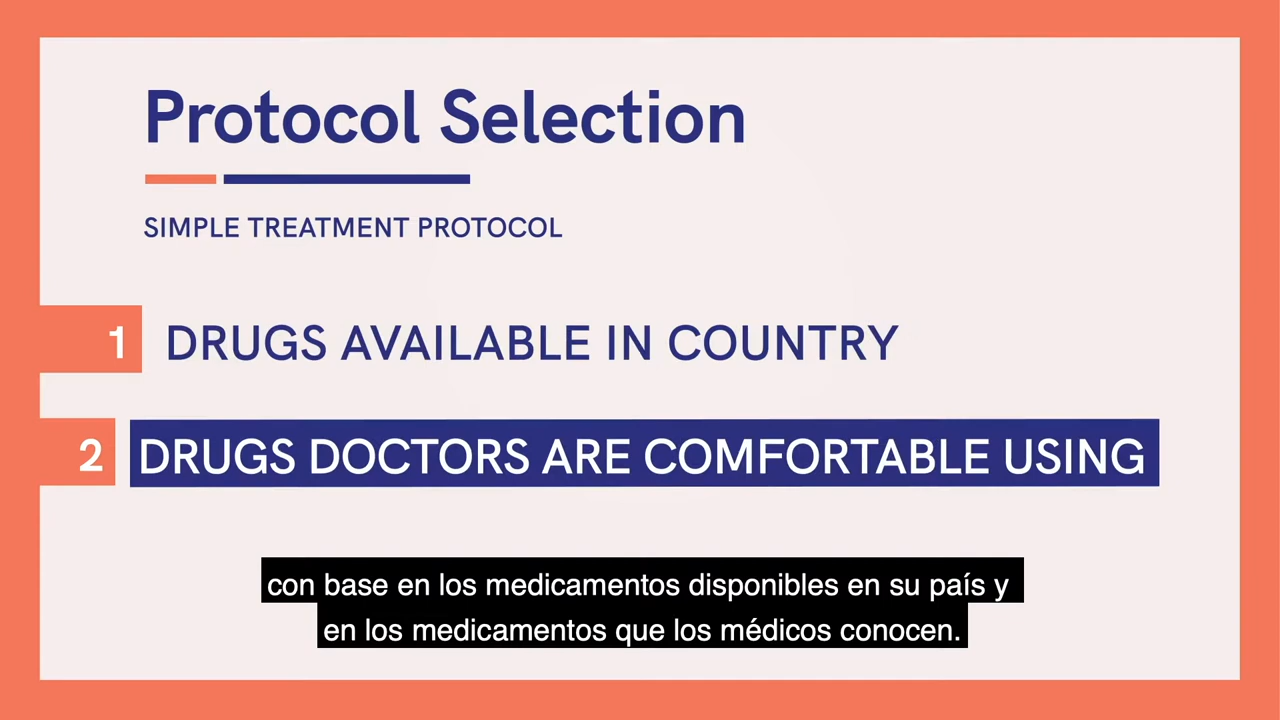 Protocol Selection
SIMPLE TREATMENT PROTOCOL
1 DRUGS AVAILABLE IN COUNTRY
2 DRUGS DOCTORS ARE COMFORTABLE USING
con base en los medicamentos disponibles en su país y
en los medicamentos que los médicos conocen.